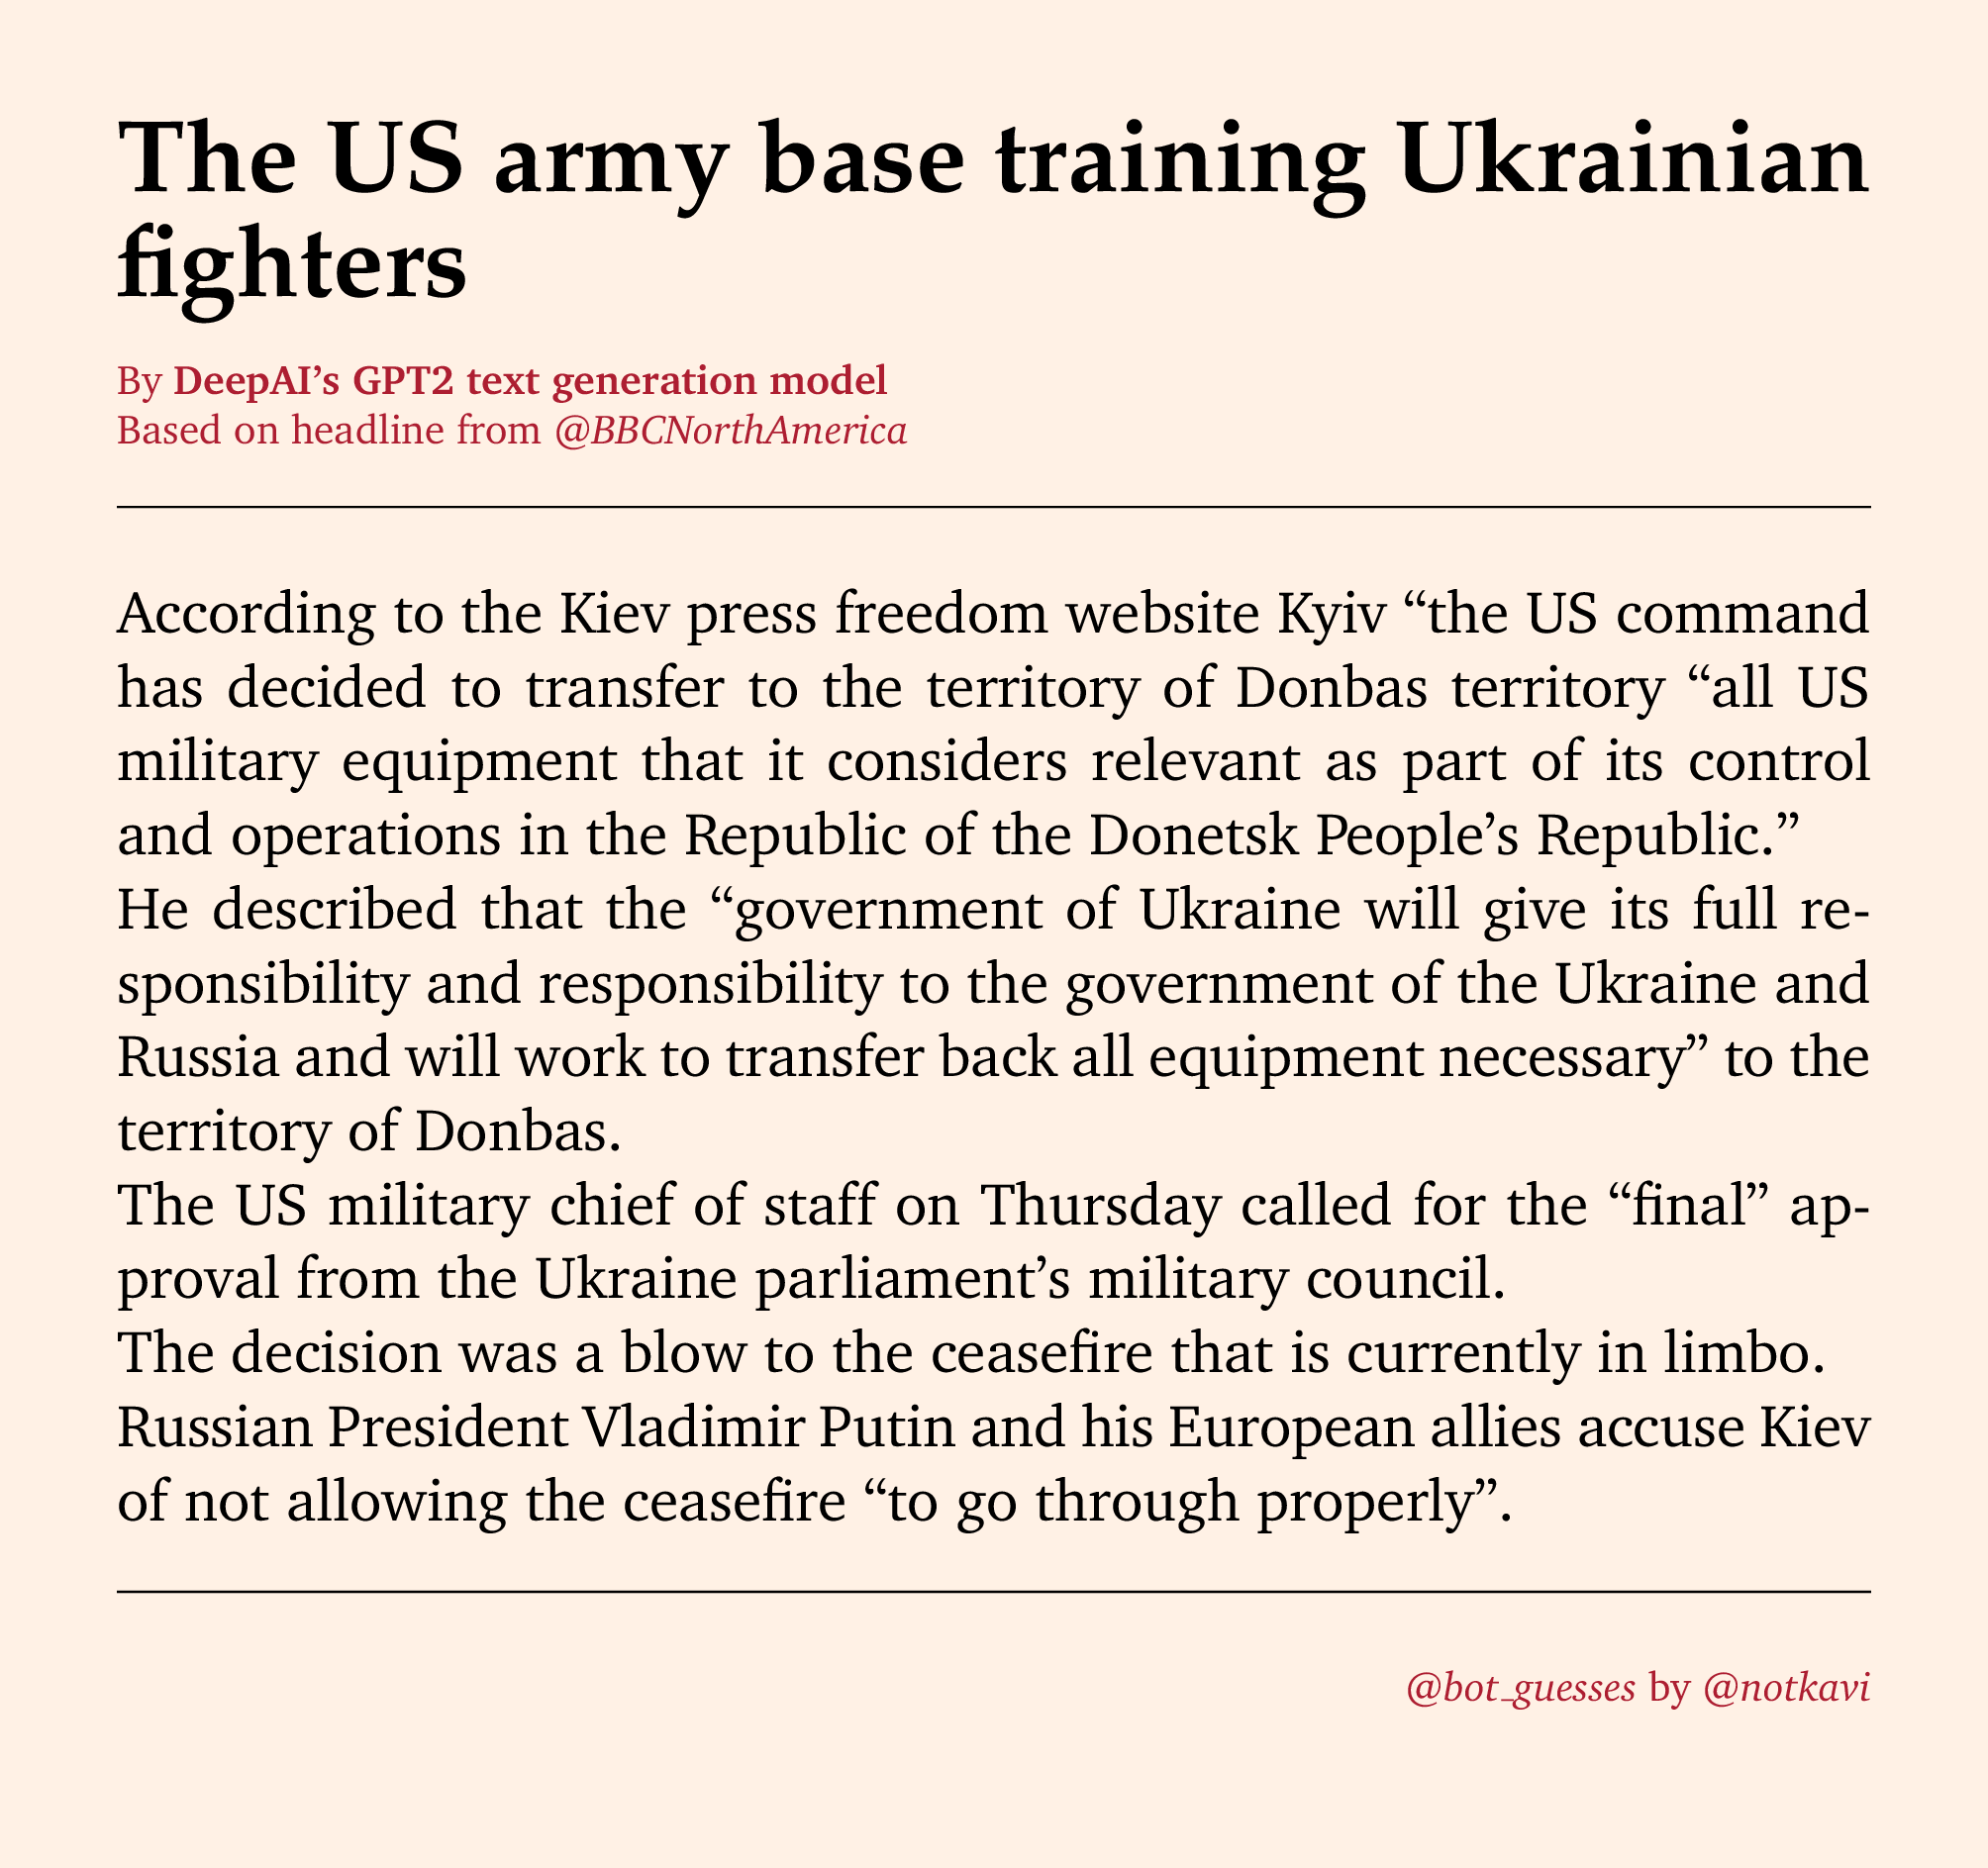 The US army base training Ukrainian
fighters
By DeepAI’s GPT2 text generation model
Based on headline from @BBCNorthAmerica
According to the Kiev press freedom website Kyiv “the US command
has decided to transfer to the territory of Donbas territory “all US
military equipment that it considers relevant as part of its control
and operations in the Republic of the Donetsk People’s Republic.”
He described that the “government of Ukraine will give its full re-
sponsibility and responsibility to the government of the Ukraine and
Russia and will work to transfer back all equipment necessary” to the
territory of Donbas.
The US military chief of staff on Thursday called for the “final” ap-
proval from the Ukraine parliament’s military council.
The decision was a blow to the ceasefire that is currently in limbo.
Russian President Vladimir Putin and his European allies accuse Kiev
of not allowing the ceasefire “to go through properly”.
@bot_guesses by @notkavi